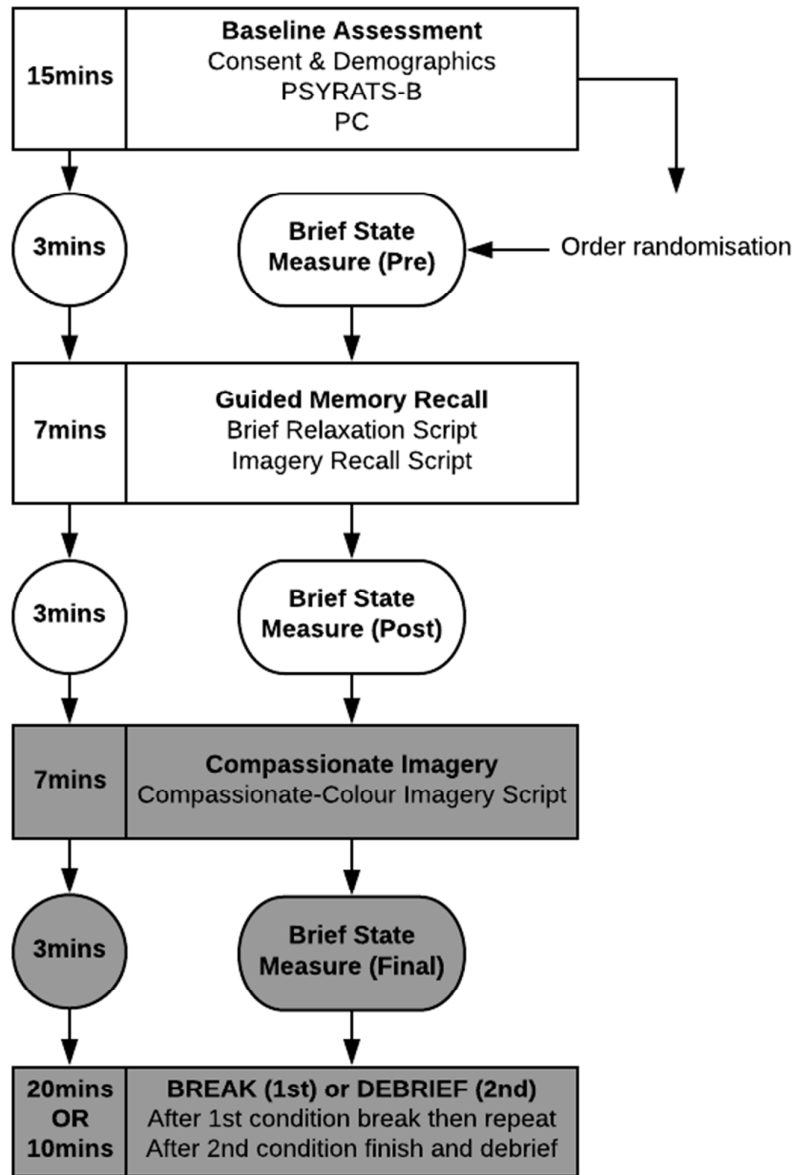 15mins
Baseline Assessment
Consent & Demographics
PSYRATS-B
PC
3mins
Brief State
Measure (Pre)
Order randomisation
7mins
Guided Memory Recall
Brief Relaxation Script
Imagery Recall Script
3mins
Brief State
Measure (Post)
7mins
Compassionate Imagery
Compassionate-Colour Imagery Script
3mins
Brief State
Measure (Final)
20mins
OR
10mins
BREAK (1st) or DEBRIEF (2nd)
After 1st condition break then repeat
After 2nd condition finish and debrief